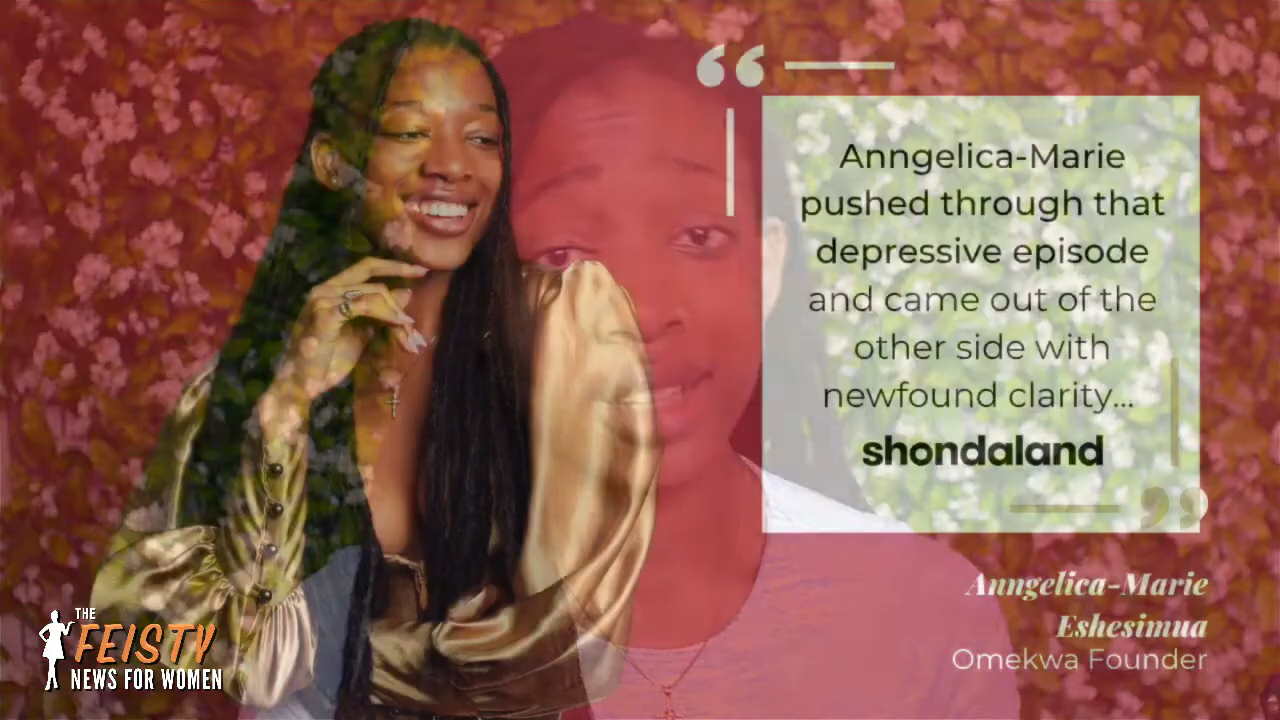 “
Anngelica-Marie
pushed through that
depressive episode
and came out of the
other side with
newfound clarity...
shondaland
”
Anngelica-Marie
Eshesimua
Omekwa Founder
THE
FEISTY
NEWS FOR WOMEN